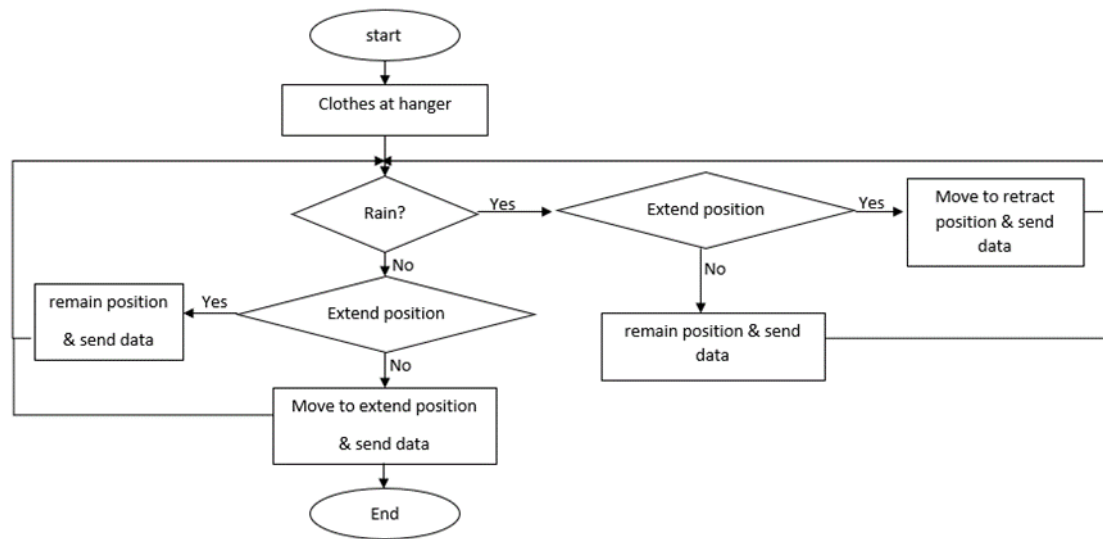 start
Clothes at hanger
Rain?
Yes
Extend position
Yes
Move to retract
position & send
data
No
No
remain position
& send data
Yes
Extend position
remain position & send
data
No
Move to extend position
& send data
End